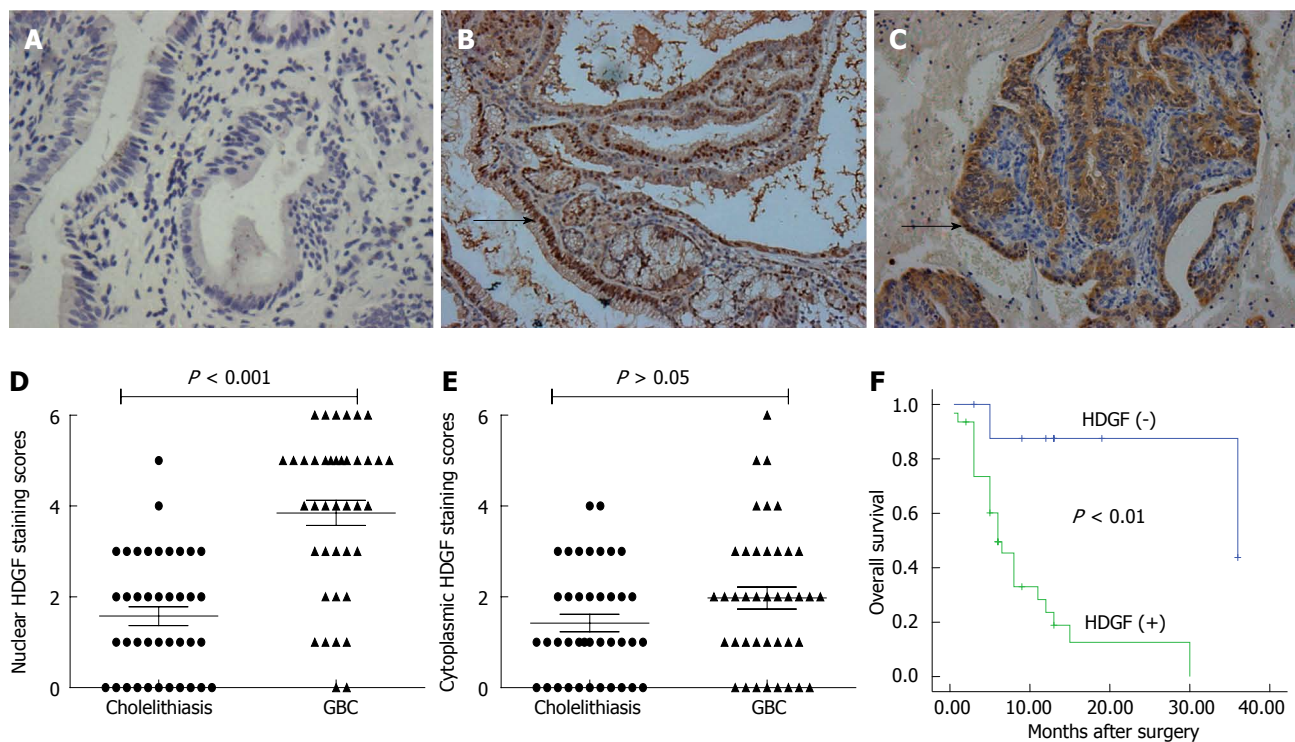 A
B
C
D
P < 0.001
Nuclear HDGF staining scores
6
4
2
0
Cholelithiasis
GBC
E
P > 0.05
Cytoplasmic HDGF staining scores
6
4
2
0
Cholelithiasis
GBC
F
Overall survival
1.0
0.8
0.6
0.4
0.2
0.0
HDGF (-)
P < 0.01
HDGF (+)
0.00
10.00
20.00
30.00
40.00
Months after surgery